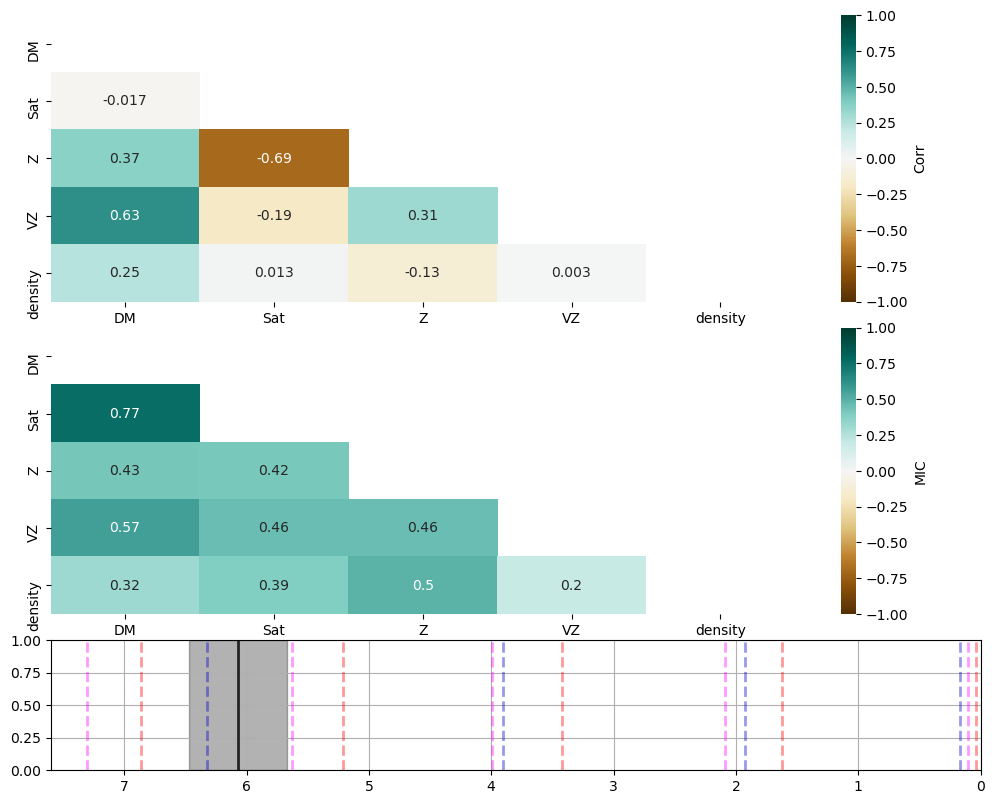 DM
Sat
Z
VZ
density
-0.017
0.37
-0.69
0.63
-0.19
0.31
0.25
0.013
-0.13
0.003
DM
Sat
Z
VZ
density
1.00
0.75
0.50
0.25
0.00
−0.25
−0.50
−0.75
−1.00
Corr
DM
Sat
Z
VZ
density
0.77
0.43
0.42
0.57
0.46
0.46
0.32
0.39
0.5
0.2
DM
Sat
Z
VZ
density
1.00
0.75
0.50
0.25
0.00
−0.25
−0.50
−0.75
−1.00
MIC
1.00
0.75
0.50
0.25
0.00
7
6
5
4
3
2
1
0